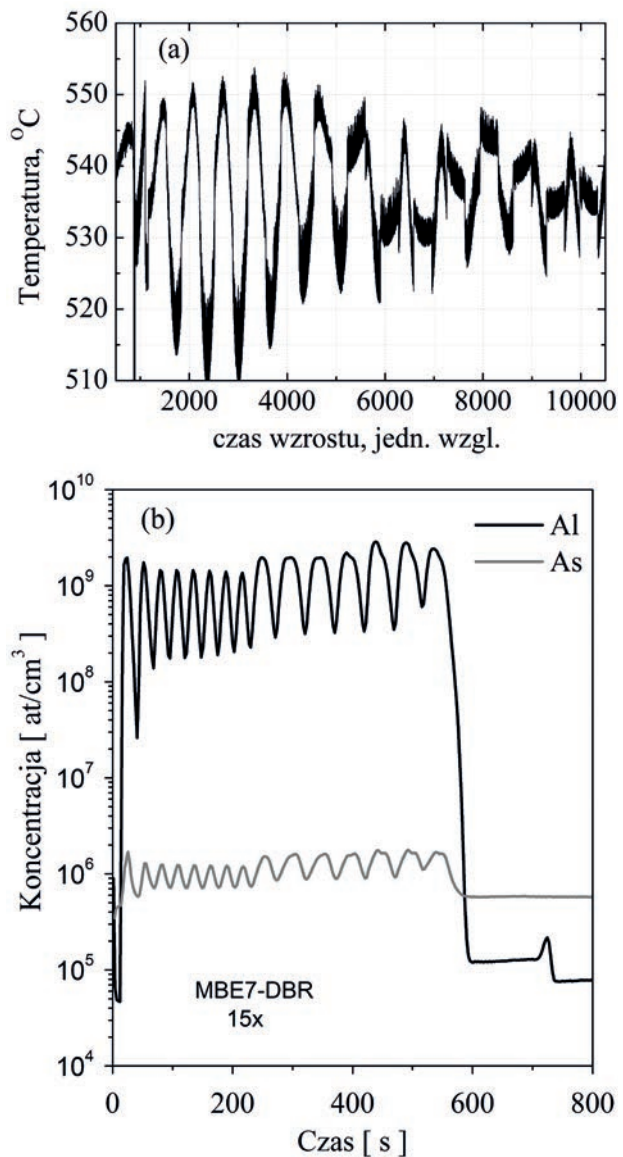 (a)
560
550
540
530
520
510
Temperatura, °C
2000 4000 6000 8000 10000
czas wzrostu, jedn. wzgl.
(b)
Al
As
10^10
10^9
10^8
10^7
10^6
10^5
10^4
Koncentracja [ at/cm^3 ]
MBE7-DBR
15x
0 200 400 600 800
Czas [ s ]